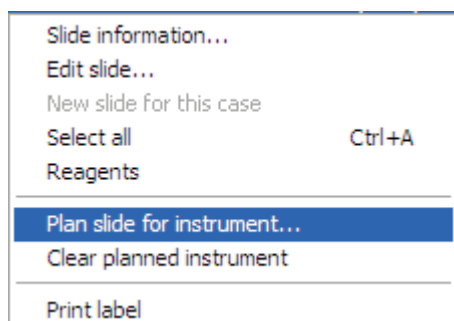 Slide information...
Edit slide...
New slide for this case
Select all Ctrl+A
Reagents
Plan slide for instrument...
Clear planned instrument
Print label